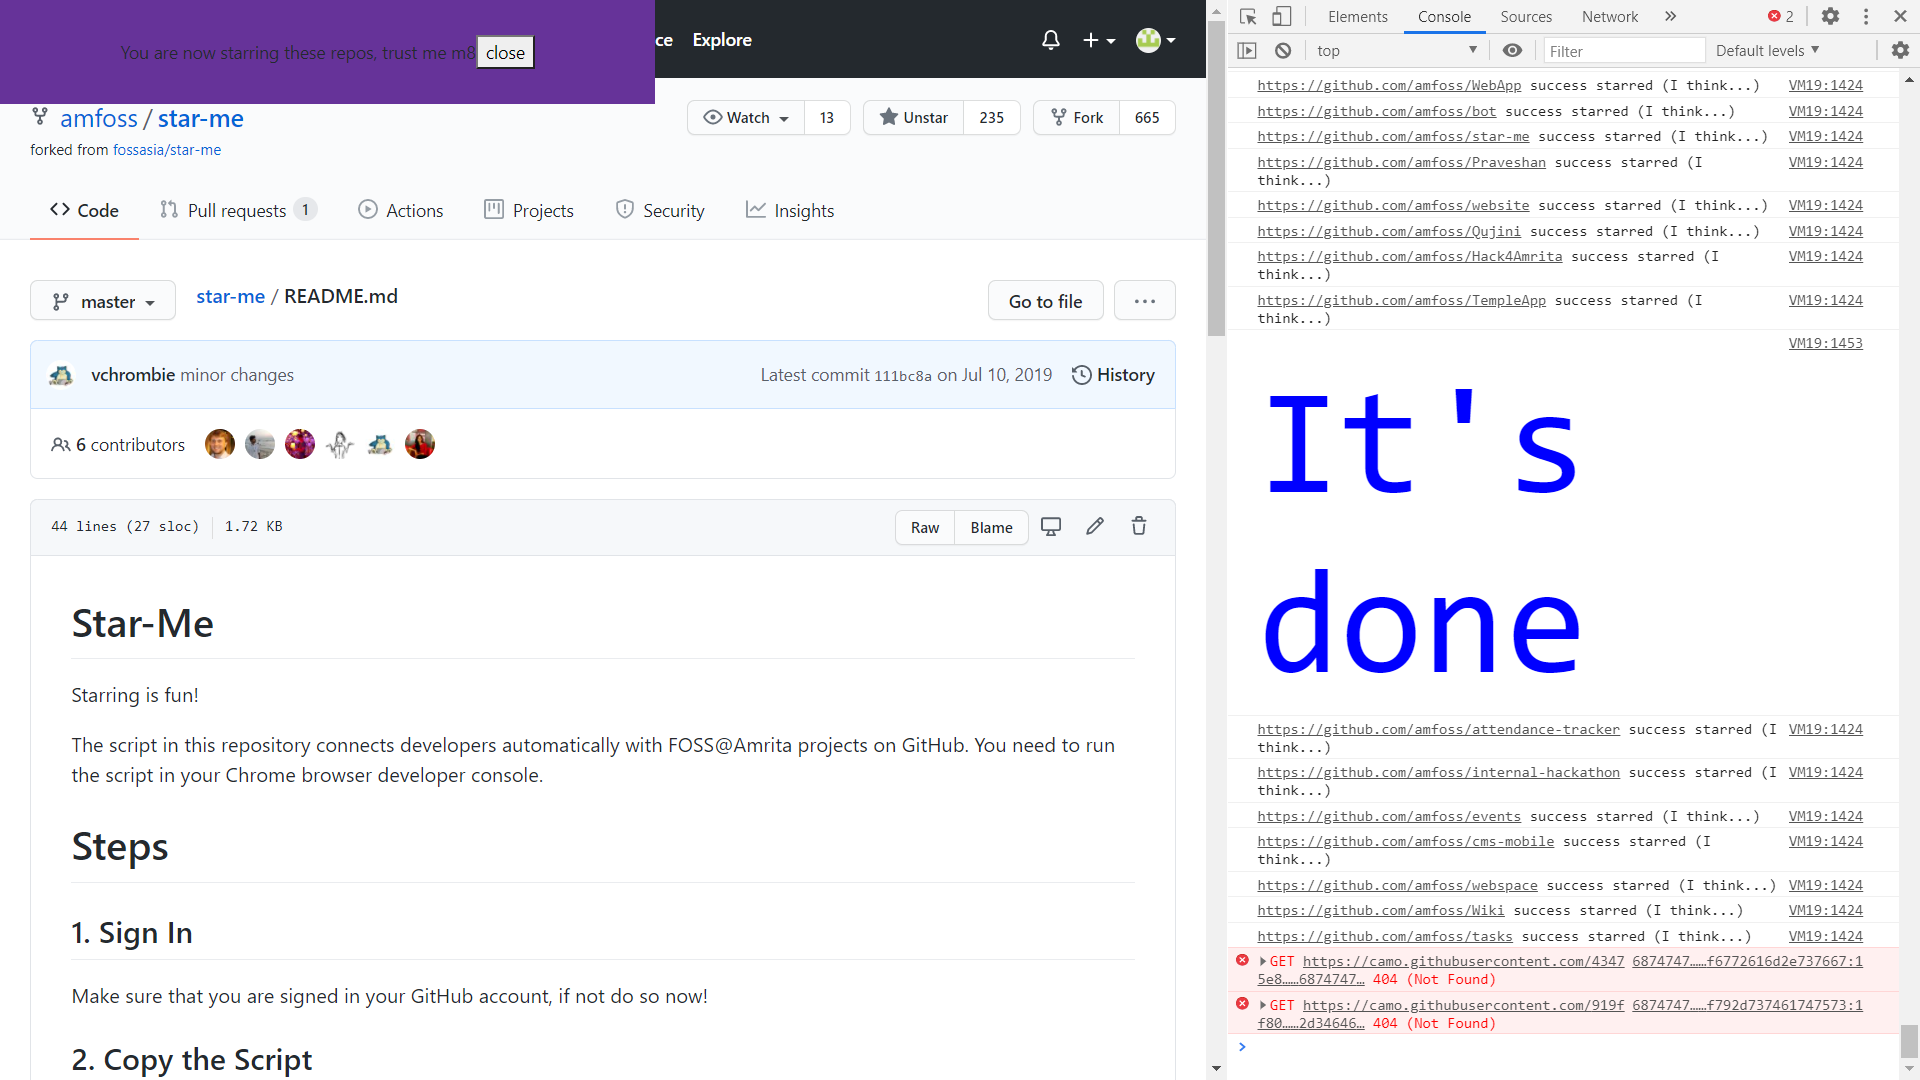 You are now starring these repos, trust me m8 close
ce Explore
amfoss / star-me
forked from fossasia/star-me
Watch 13 Unstar 235 Fork 665
Code Pull requests 1 Actions Projects Security Insights
master star-me / README.md Go to file ...
vchrombie minor changes Latest commit 111bc8a on Jul 10, 2019 History
6 contributors
44 lines (27 sloc) 1.72 KB Raw Blame
Star-Me
Starring is fun!
The script in this repository connects developers automatically with FOSS@Amrita projects on GitHub. You need to run
the script in your Chrome browser developer console.
Steps
1. Sign In
Make sure that you are signed in your GitHub account, if not do so now!
2. Copy the Script
Elements Console Sources Network » 2
top Filter Default levels
https://github.com/amfoss/WebApp success starred (I think...) VM19:1424
https://github.com/amfoss/bot success starred (I think...) VM19:1424
https://github.com/amfoss/star-me success starred (I think...) VM19:1424
https://github.com/amfoss/Praveshan success starred (I VM19:1424
think...)
https://github.com/amfoss/website success starred (I think...) VM19:1424
https://github.com/amfoss/Qujini success starred (I think...) VM19:1424
https://github.com/amfoss/Hack4Amrita success starred (I VM19:1424
think...)
https://github.com/amfoss/TempleApp success starred (I VM19:1424
think...)
VM19:1453
It's
done
https://github.com/amfoss/attendance-tracker success starred (I VM19:1424
think...)
https://github.com/amfoss/internal-hackathon success starred (I VM19:1424
think...)
https://github.com/amfoss/events success starred (I think...) VM19:1424
https://github.com/amfoss/cms-mobile success starred (I VM19:1424
think...)
https://github.com/amfoss/webspace success starred (I think...) VM19:1424
https://github.com/amfoss/Wiki success starred (I think...) VM19:1424
https://github.com/amfoss/tasks success starred (I think...) VM19:1424
GET https://camo.githubusercontent.com/4347 6874747……f6772616d2e737667:1
5e8……6874747… 404 (Not Found)
GET https://camo.githubusercontent.com/919f 6874747……f792d737461747573:1
f80……2d34646… 404 (Not Found)
>